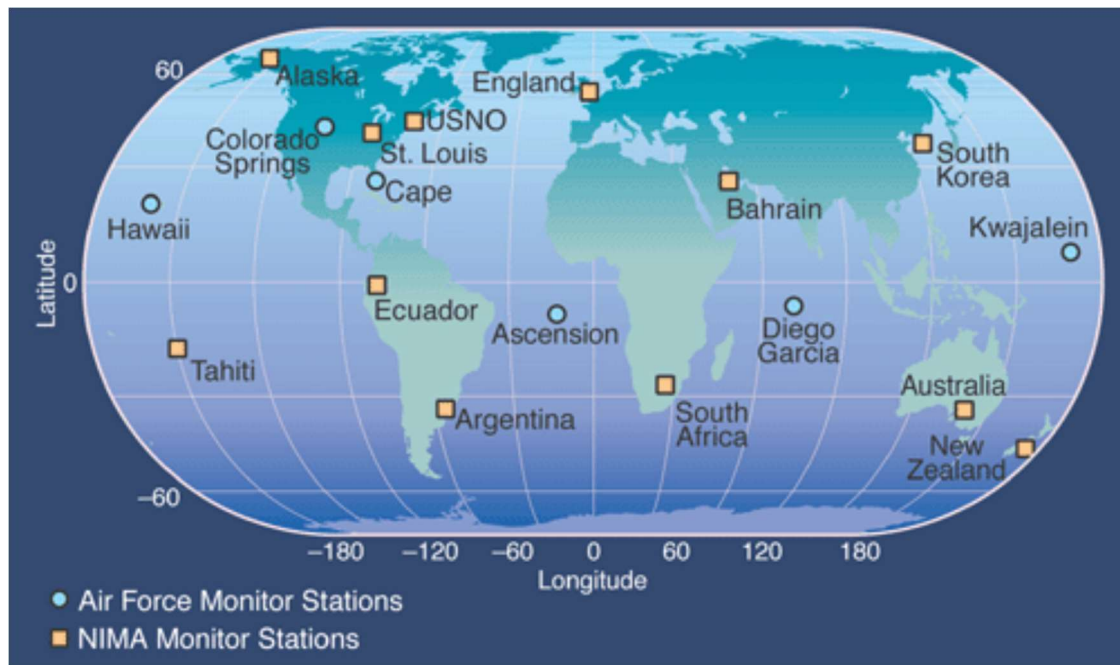 60
Alaska
England
Colorado
Springs
USNO
St. Louis
Cape
South
Korea
Bahrain
Hawaii
Kwajalein
Latitude
0
Ecuador
Ascension
Diego
Garcia
Tahiti
Argentina
South
Africa
Australia
New
Zealand
–60
–180 –120 –60 0 60 120 180
Longitude
Air Force Monitor Stations
NIMA Monitor Stations